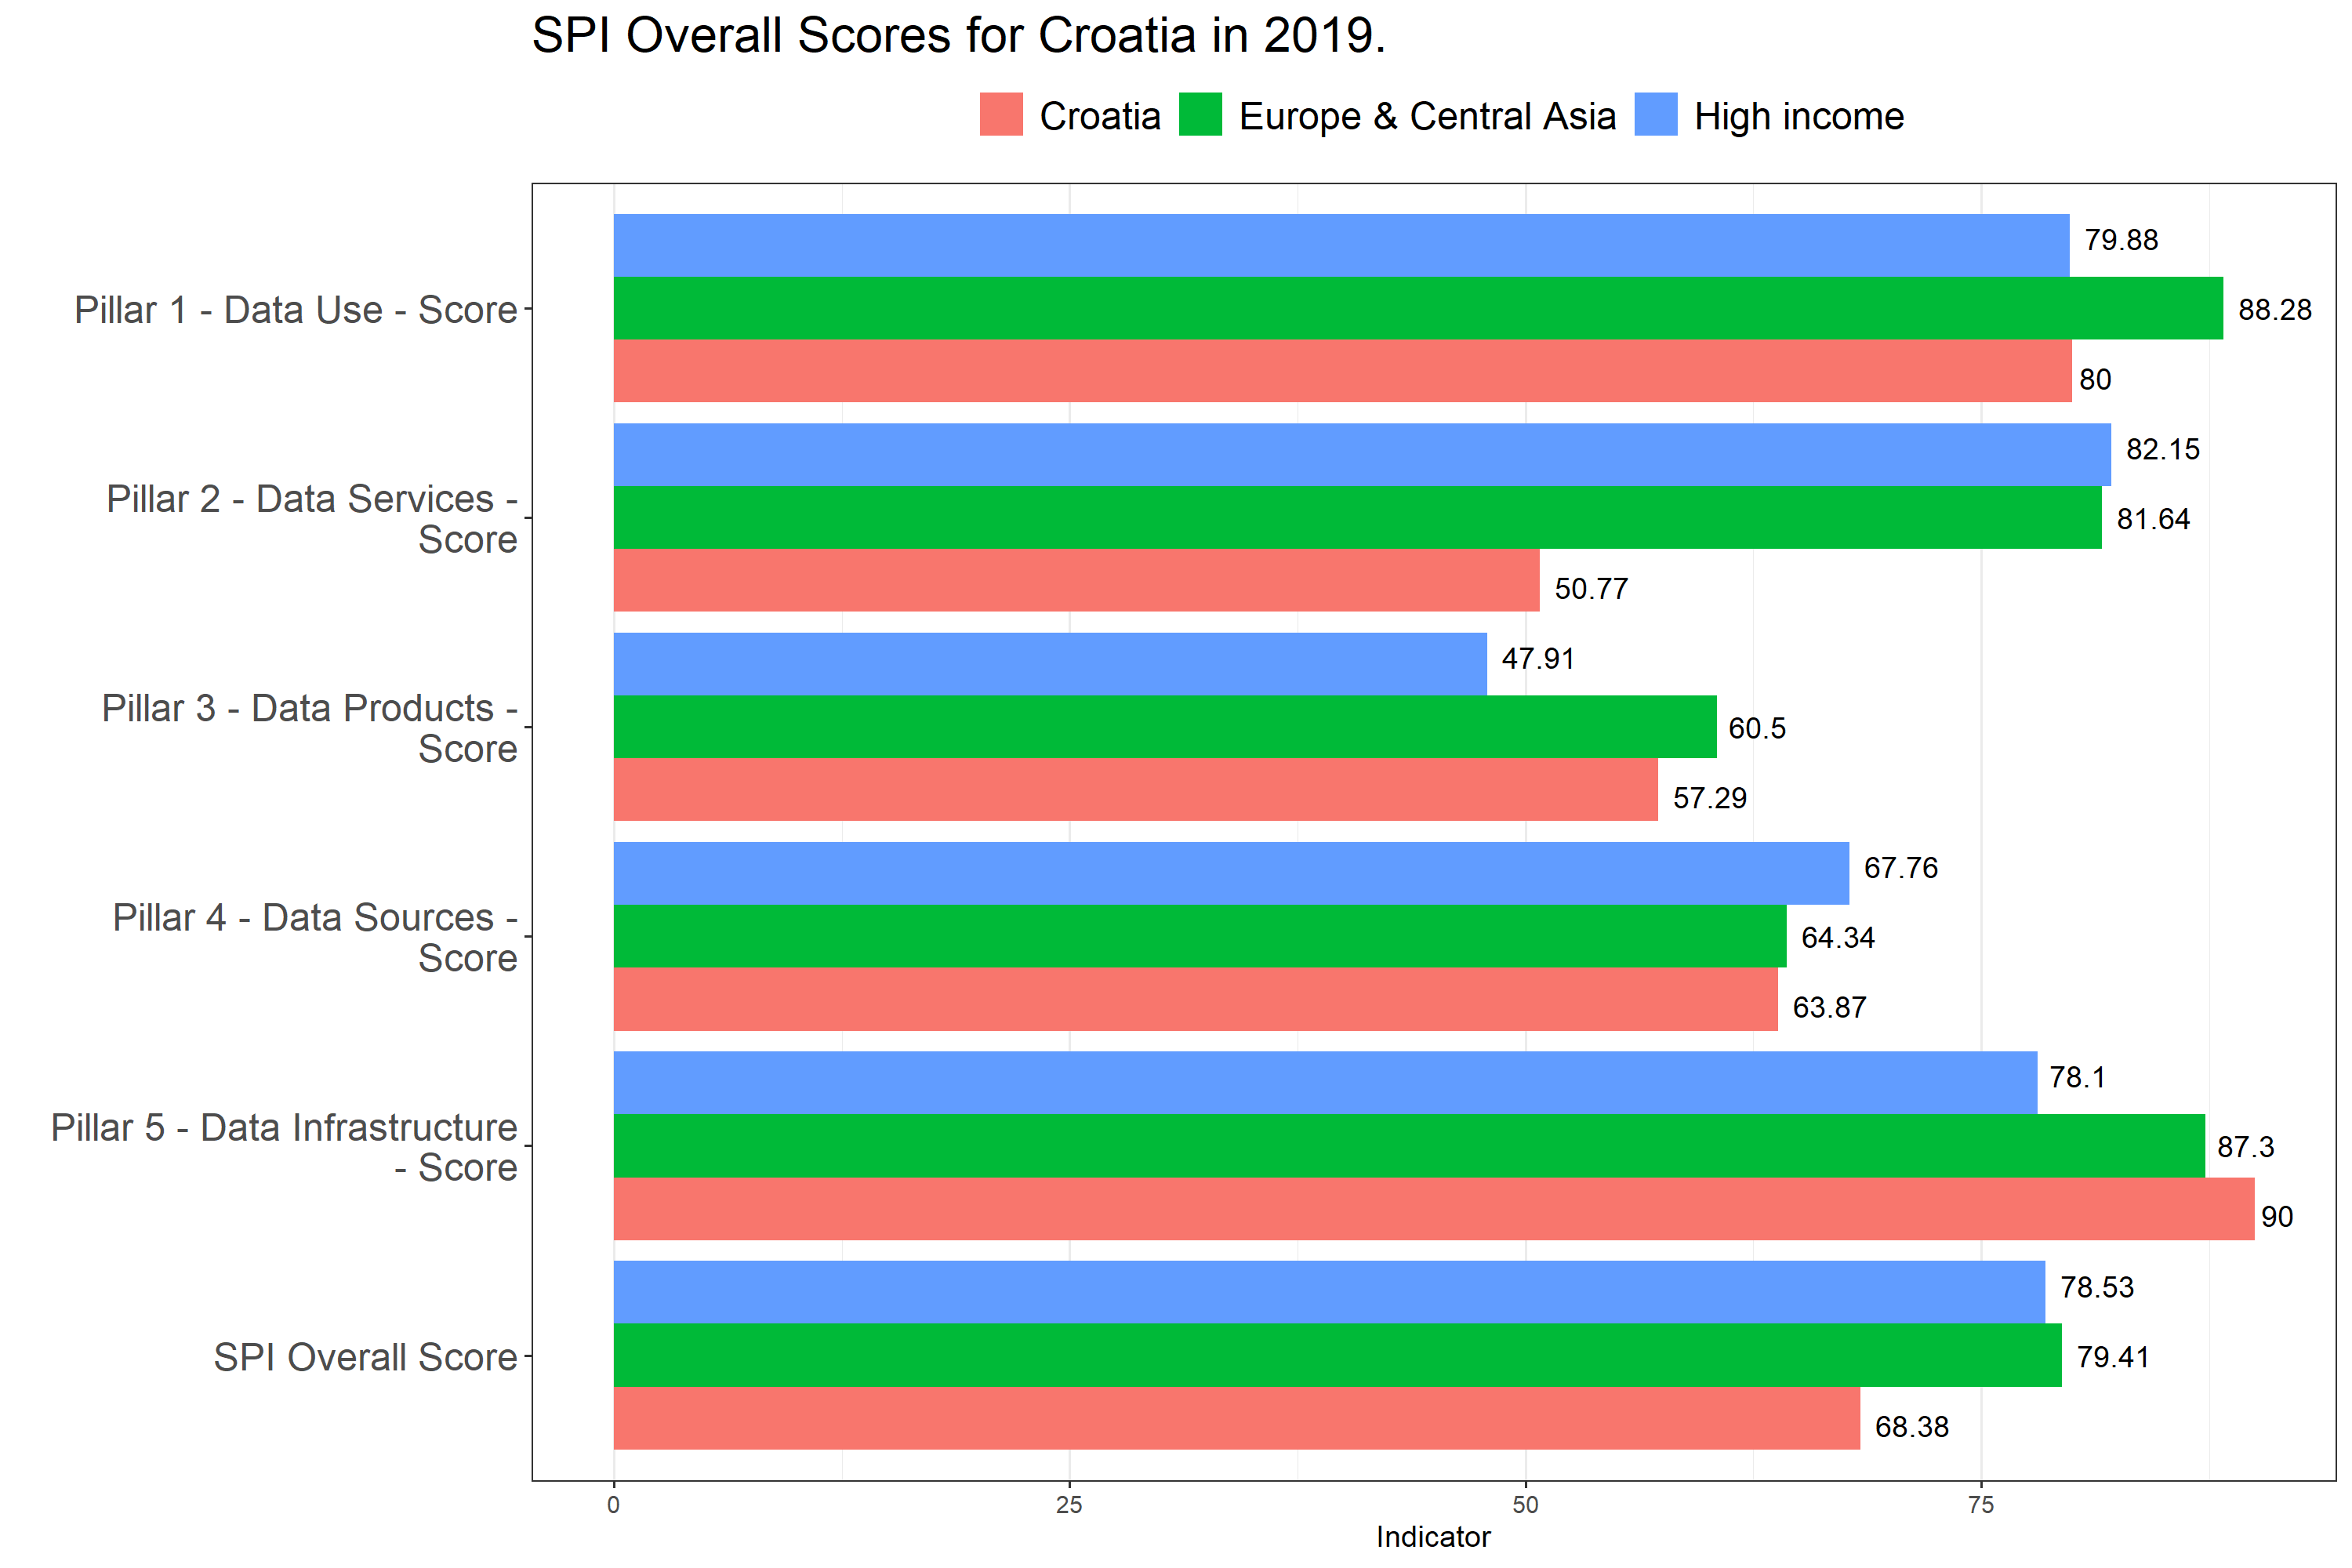 SPI Overall Scores for Croatia in 2019.
Croatia Europe & Central Asia High income
Pillar 1 - Data Use - Score
79.88
88.28
80
Pillar 2 - Data Services -
Score
82.15
81.64
50.77
Pillar 3 - Data Products -
Score
47.91
60.5
57.29
Pillar 4 - Data Sources -
Score
67.76
64.34
63.87
Pillar 5 - Data Infrastructure
- Score
78.1
87.3
90
SPI Overall Score
78.53
79.41
68.38
0 25 50 75
Indicator